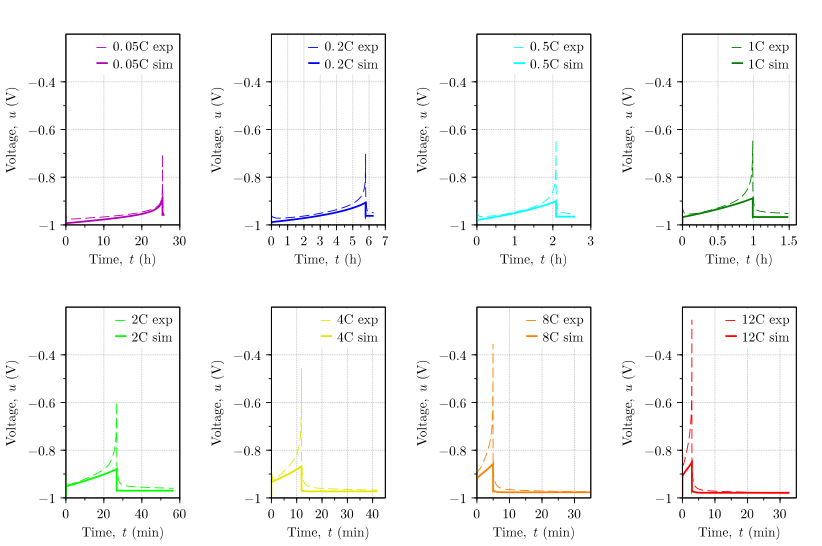 0.05C exp
0.05C sim
−0.4
−0.6
−0.8
−1
0 10 20 30
Time, t (h)
Voltage, u (V)
0.2C exp
0.2C sim
−0.4
−0.6
−0.8
−1
0 1 2 3 4 5 6 7
Time, t (h)
Voltage, u (V)
0.5C exp
0.5C sim
−0.4
−0.6
−0.8
−1
0 1 2 3
Time, t (h)
Voltage, u (V)
1C exp
1C sim
−0.4
−0.6
−0.8
−1
0 0.5 1 1.5
Time, t (h)
Voltage, u (V)
2C exp
2C sim
−0.4
−0.6
−0.8
−1
0 20 40 60
Time, t (min)
Voltage, u (V)
4C exp
4C sim
−0.4
−0.6
−0.8
−1
0 10 20 30 40
Time, t (min)
Voltage, u (V)
8C exp
8C sim
−0.4
−0.6
−0.8
−1
0 10 20 30
Time, t (min)
Voltage, u (V)
12C exp
12C sim
−0.4
−0.6
−0.8
−1
0 10 20 30
Time, t (min)
Voltage, u (V)